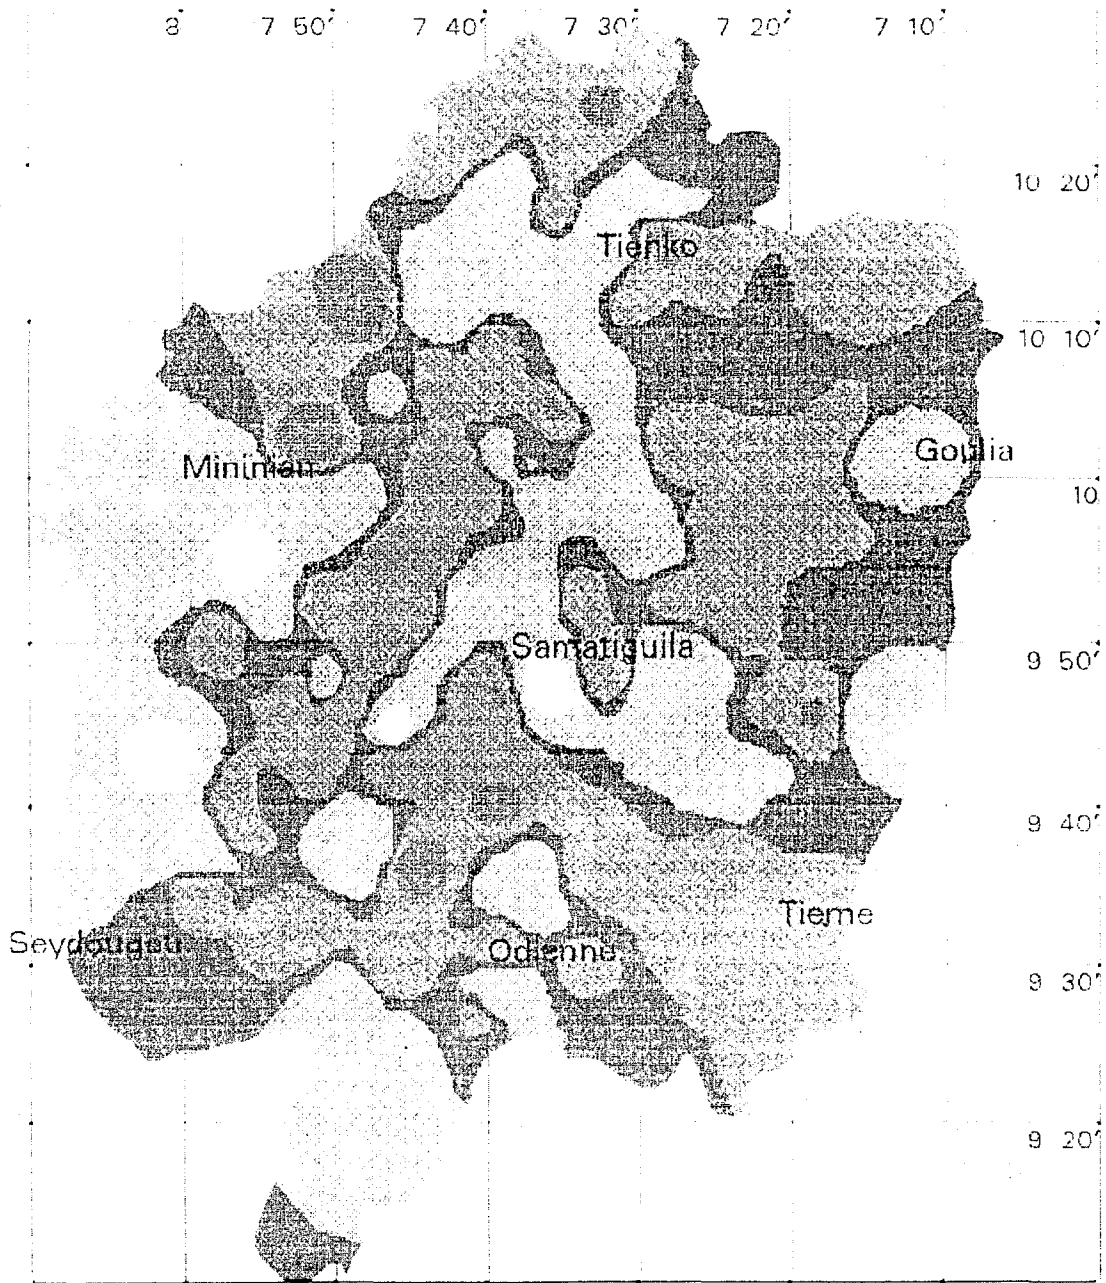 8 7 50′ 7 40′ 7 30′ 7 20′ 7 10′
10 20′
Tienko
10 10′
Goulia
Mininian
10
Samatiguila
9 50′
9 40′
Tieme
Seydougou
Odienne
9 30′
9 20′